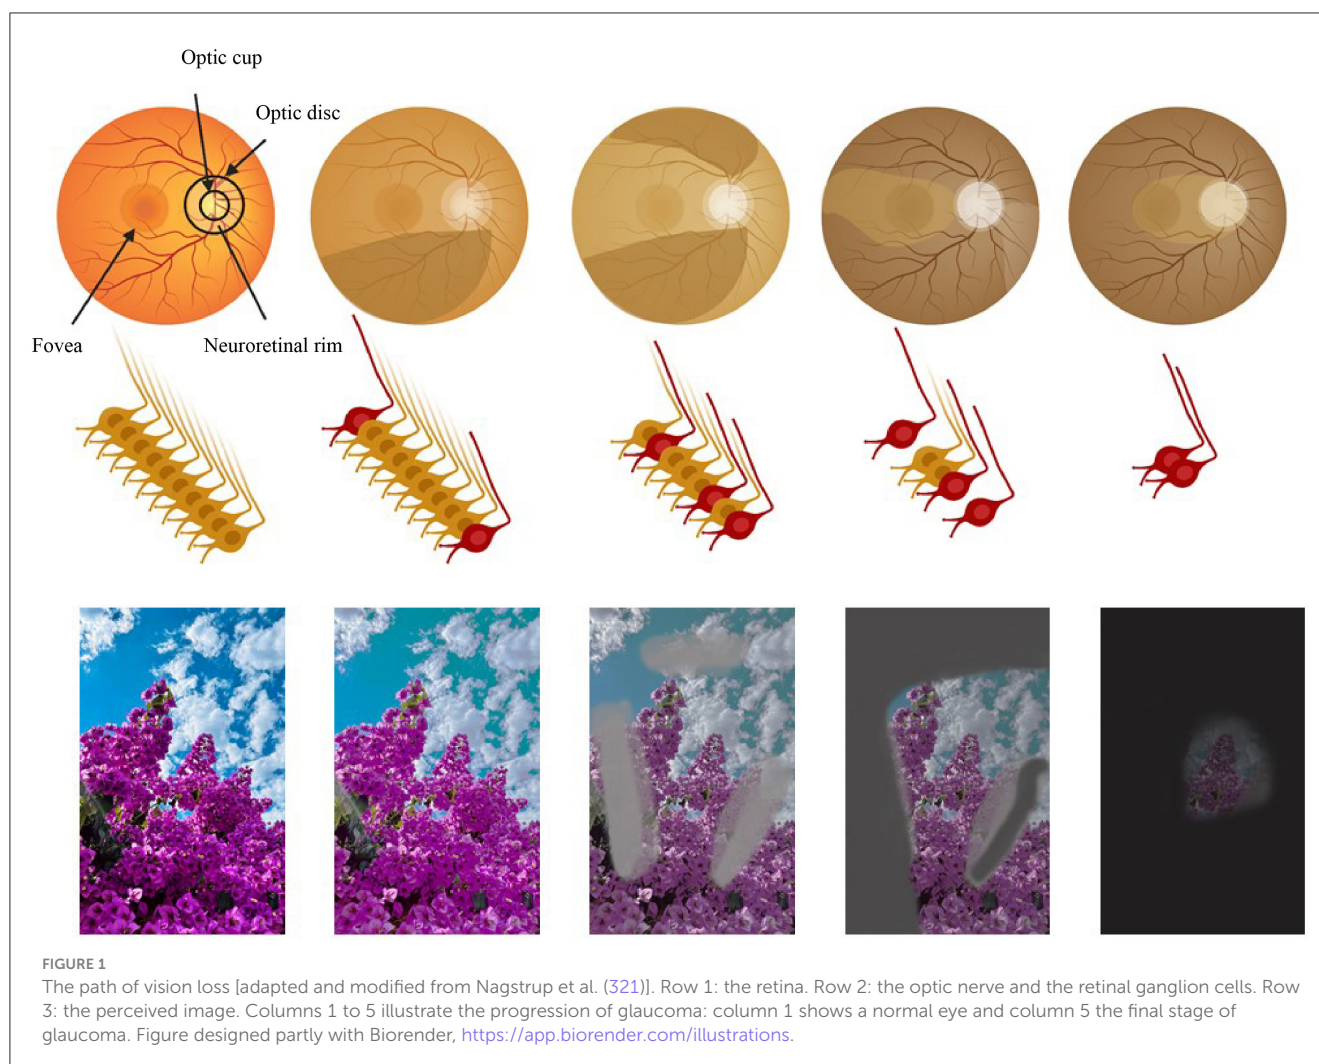 Optic cup
Optic disc
Fovea
Neuroretinal rim
FIGURE 1
The path of vision loss [adapted and modified from Nagstrup et al. (321)]. Row 1: the retina. Row 2: the optic nerve and the retinal ganglion cells. Row
3: the perceived image. Columns 1 to 5 illustrate the progression of glaucoma: column 1 shows a normal eye and column 5 the final stage of
glaucoma. Figure designed partly with Biorender, https://app.biorender.com/illustrations.